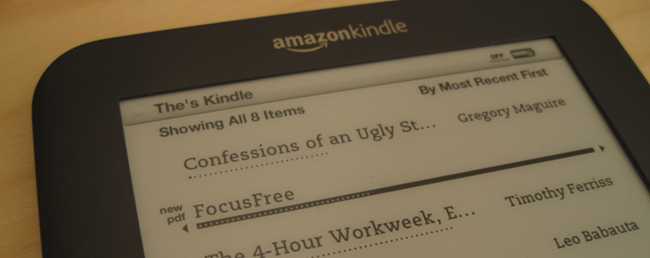 amazonkindle
OFF
The's Kindle
Showing All 8 Items By Most Recent First
Confessions of an Ugly St... Gregory Maguire
new pdf FocusFree
The 4-Hour Workweek, E... Timothy Ferriss
Leo Babauta